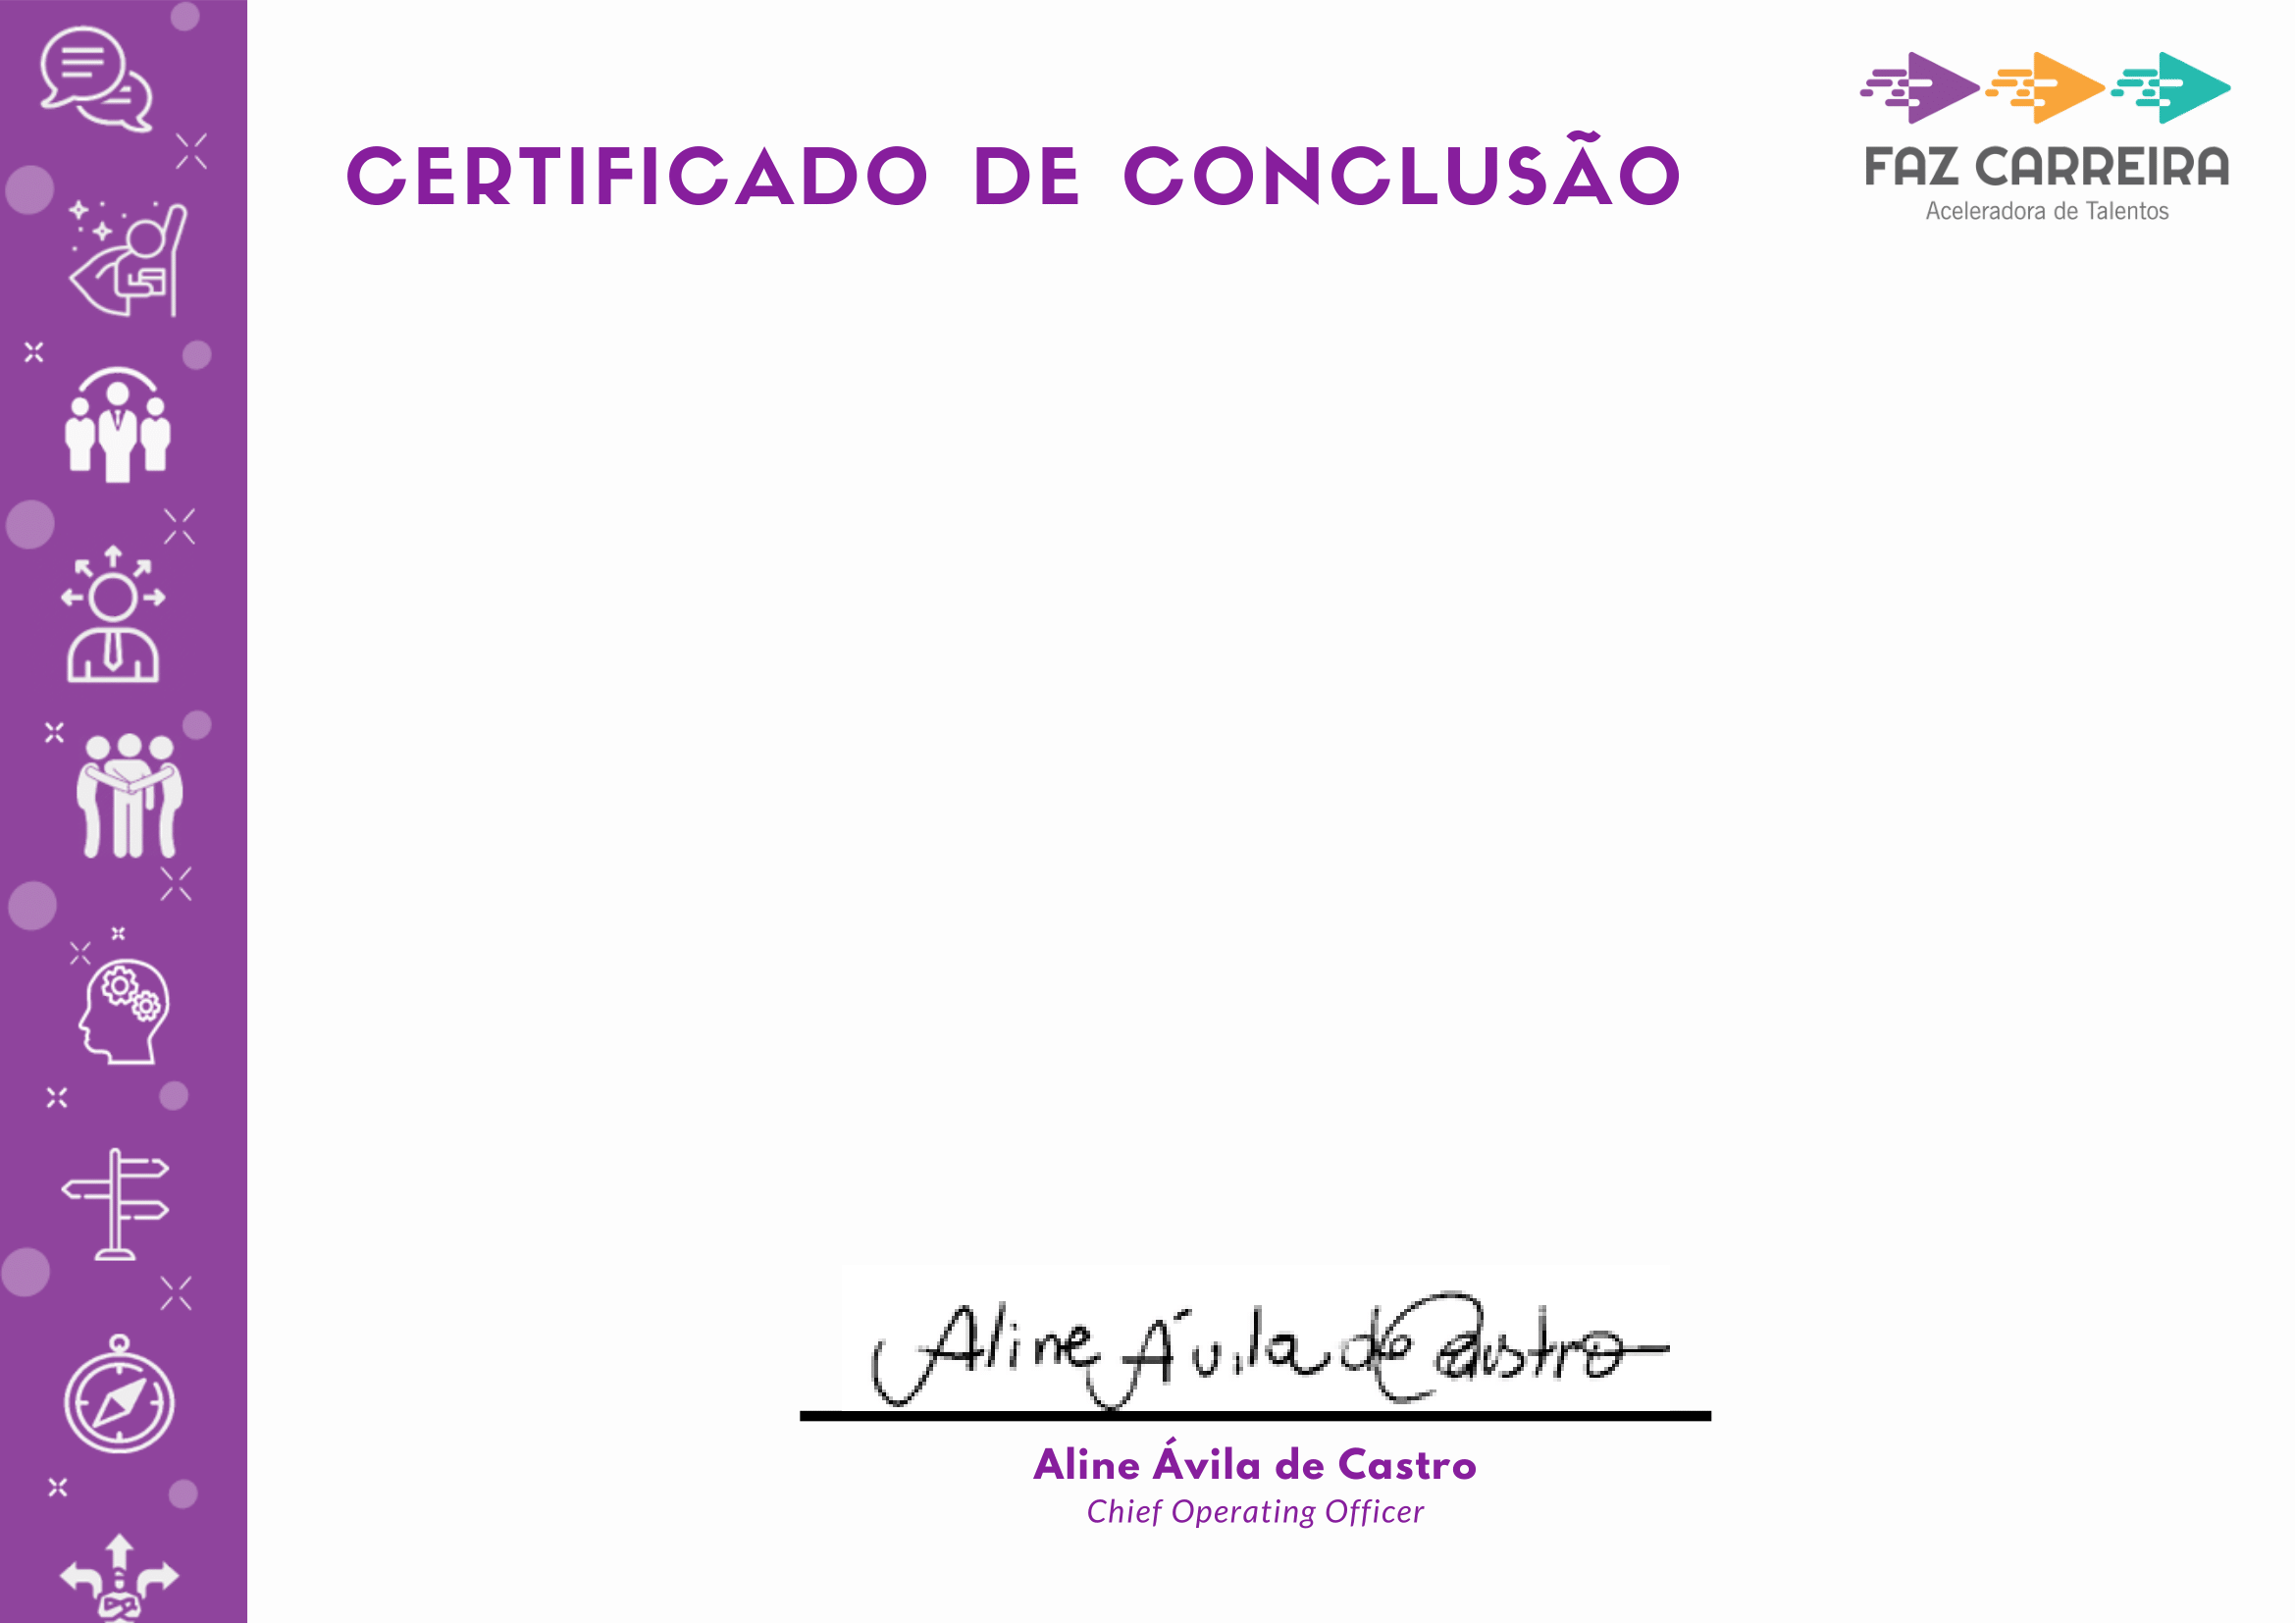 CERTIFICADO DE CONCLUSÃO
FAZ CARREIRA
Aceleradora de Talentos
Aline Ávila de Castro
Aline Ávila de Castro
Chief Operating Officer